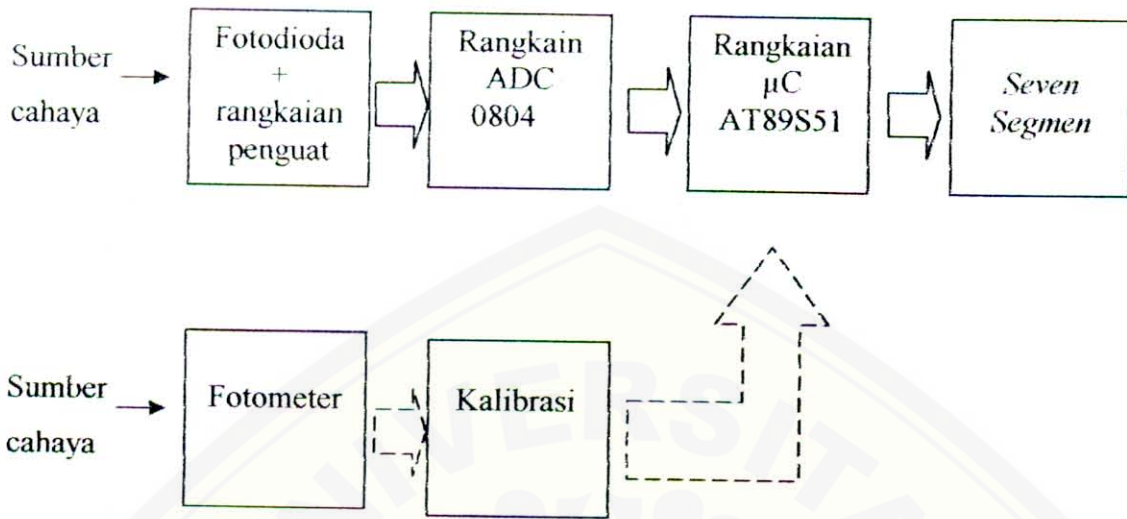 Sumber
cahaya
Fotodioda
+
rangkaian
penguat
Rangkain
ADC
0804
Rangkaian
µC
AT89S51
Seven
Segmen
Sumber
cahaya
Fotometer
Kalibrasi